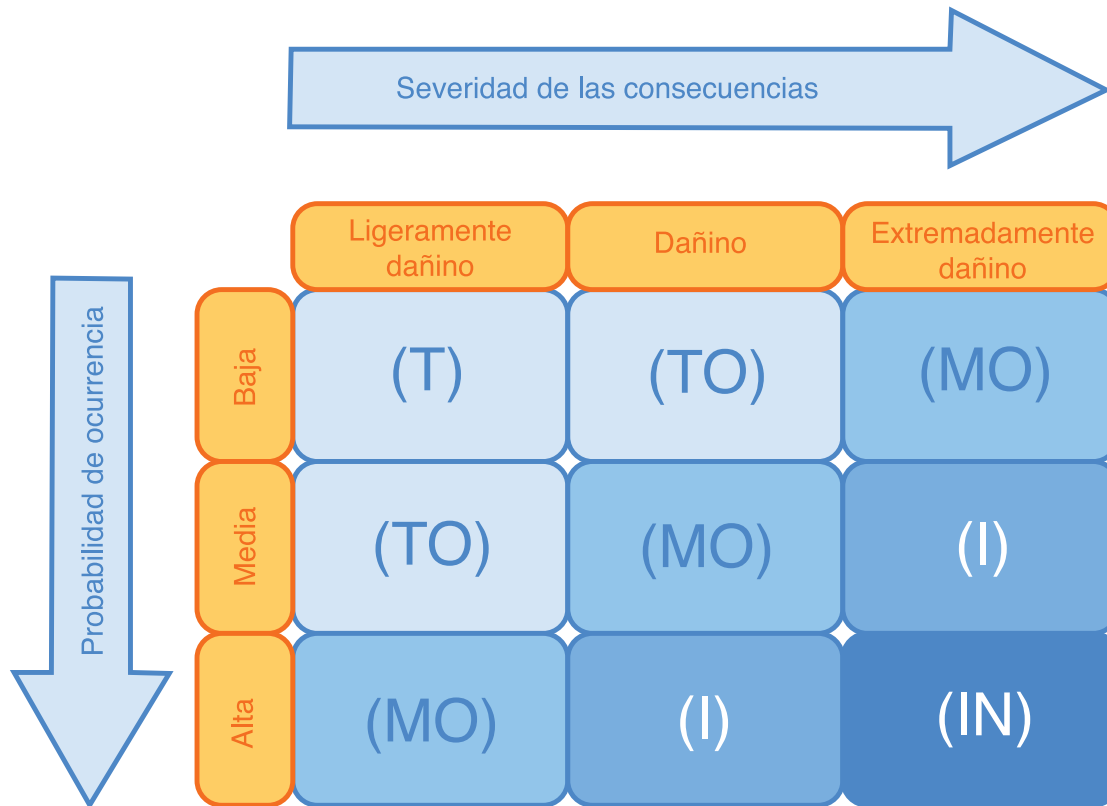 Severidad de las consecuencias
Ligeramente
dañino
Dañino
Extremadamente
dañino
Probabilidad de ocurrencia
Baja
(T)
(TO)
(MO)
Media
(TO)
(MO)
(I)
Alta
(MO)
(I)
(IN)